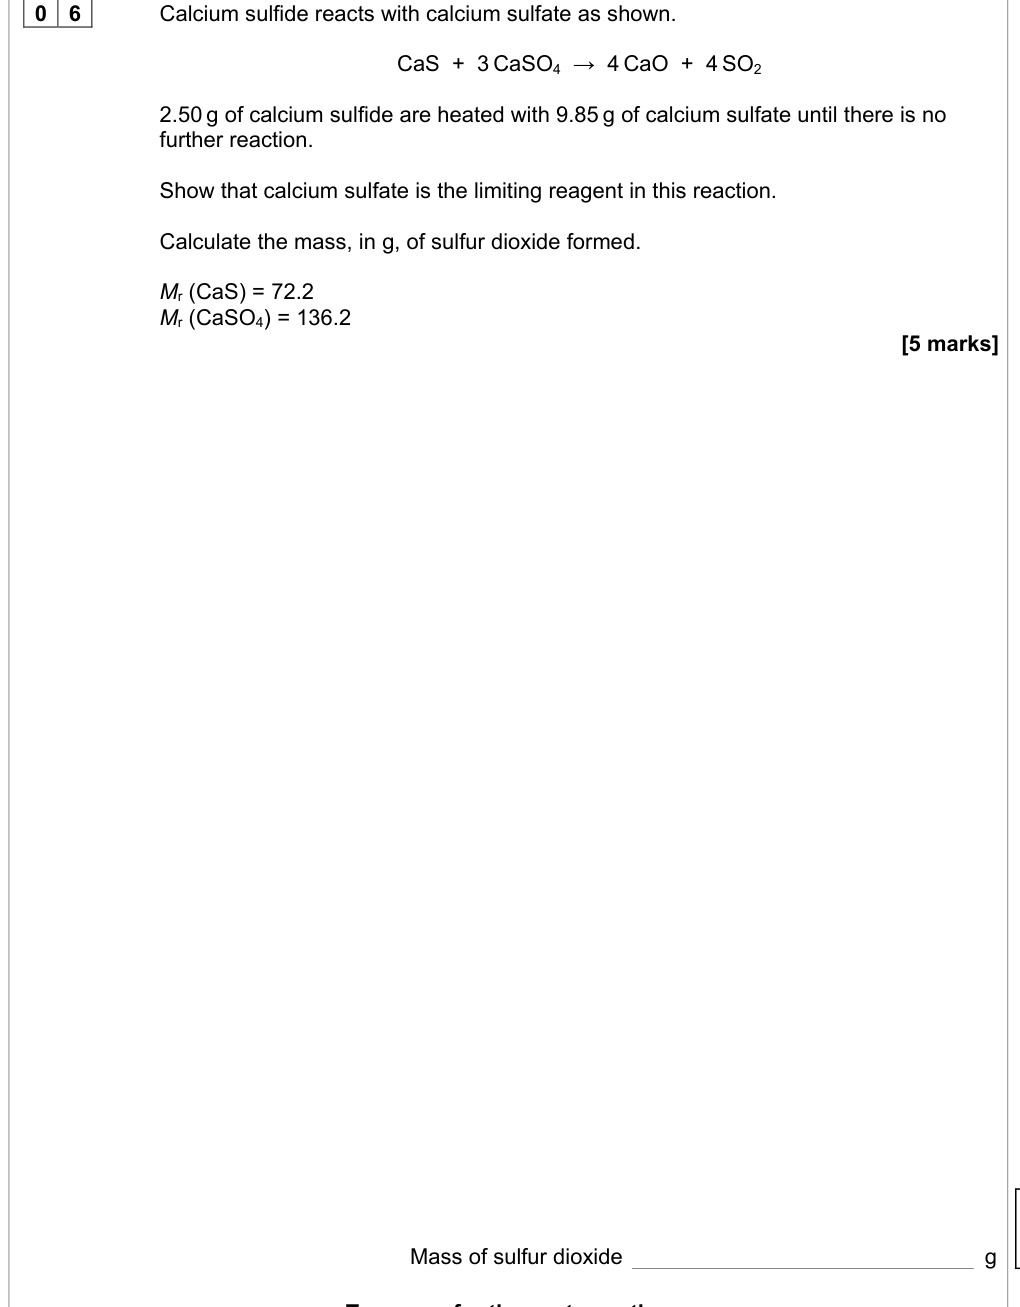 0 6 Calcium sulfide reacts with calcium sulfate as shown.
CaS + 3 CaSO₄ → 4 CaO + 4 SO₂
2.50 g of calcium sulfide are heated with 9.85 g of calcium sulfate until there is no
further reaction.
Show that calcium sulfate is the limiting reagent in this reaction.
Calculate the mass, in g, of sulfur dioxide formed.
Mᵣ (CaS) = 72.2
Mᵣ (CaSO₄) = 136.2
[5 marks]
Mass of sulfur dioxide g